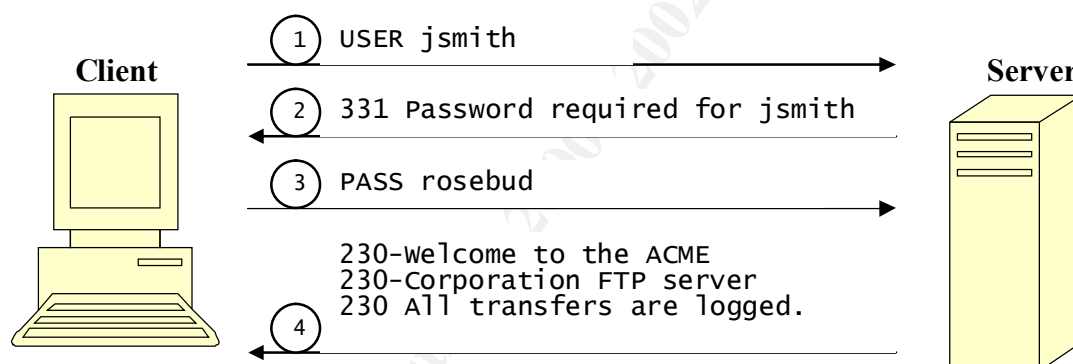 1 USER jsmith
Client
Server
2 331 Password required for jsmith
3 PASS rosebud
230-Welcome to the ACME
230-Corporation FTP server
230 All transfers are logged.
4